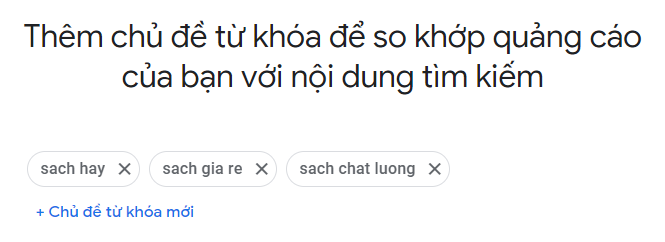 Thêm chủ đề từ khóa để so khớp quảng cáo
của bạn với nội dung tìm kiếm
sach hay × sach gia re × sach chat luong ×
+ Chủ đề từ khóa mới